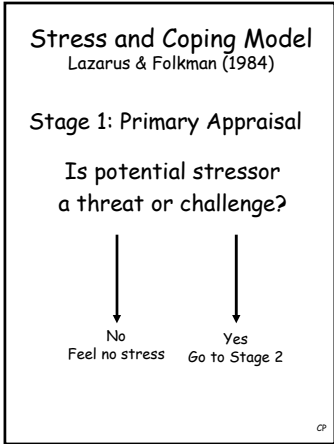 Stress and Coping Model
Lazarus & Folkman (1984)
Stage 1: Primary Appraisal
Is potential stressor
a threat or challenge?
No
Feel no stress
Yes
Go to Stage 2
CP